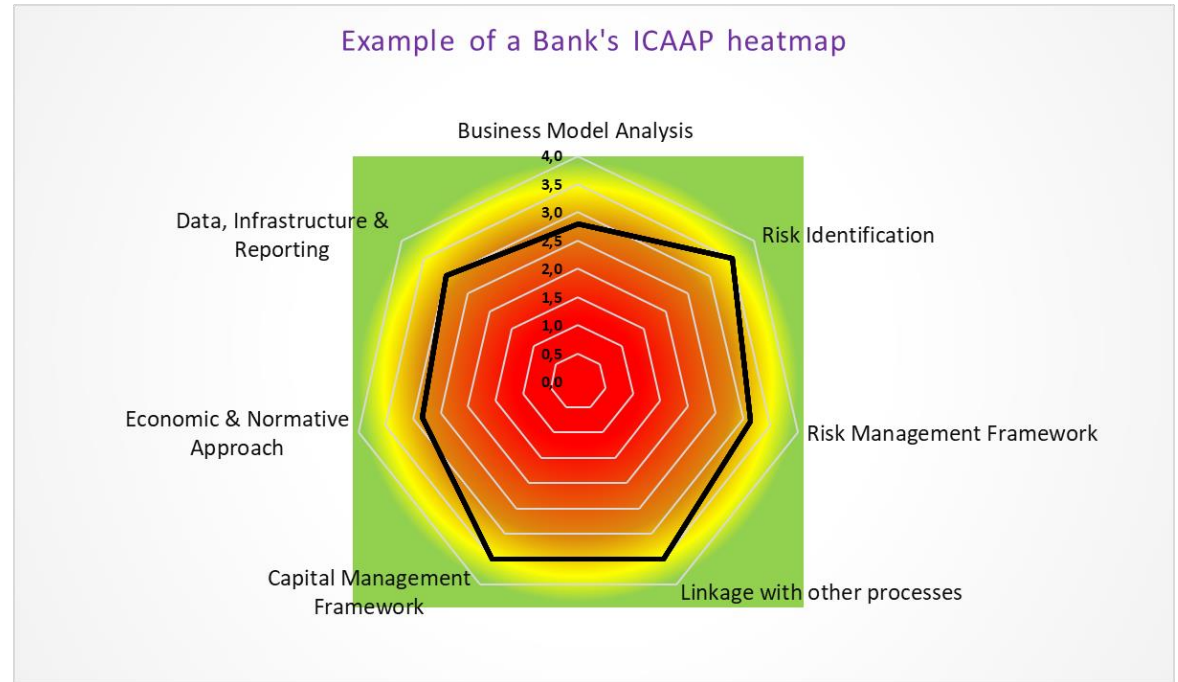 Example of a Bank's ICAAP heatmap
Business Model Analysis
4,0
3,5
3,0
2,5
2,0
1,5
1,0
0,5
0,0
Data, Infrastructure &
Reporting
Risk Identification
Economic & Normative
Approach
Risk Management Framework
Capital Management
Framework
Linkage with other processes